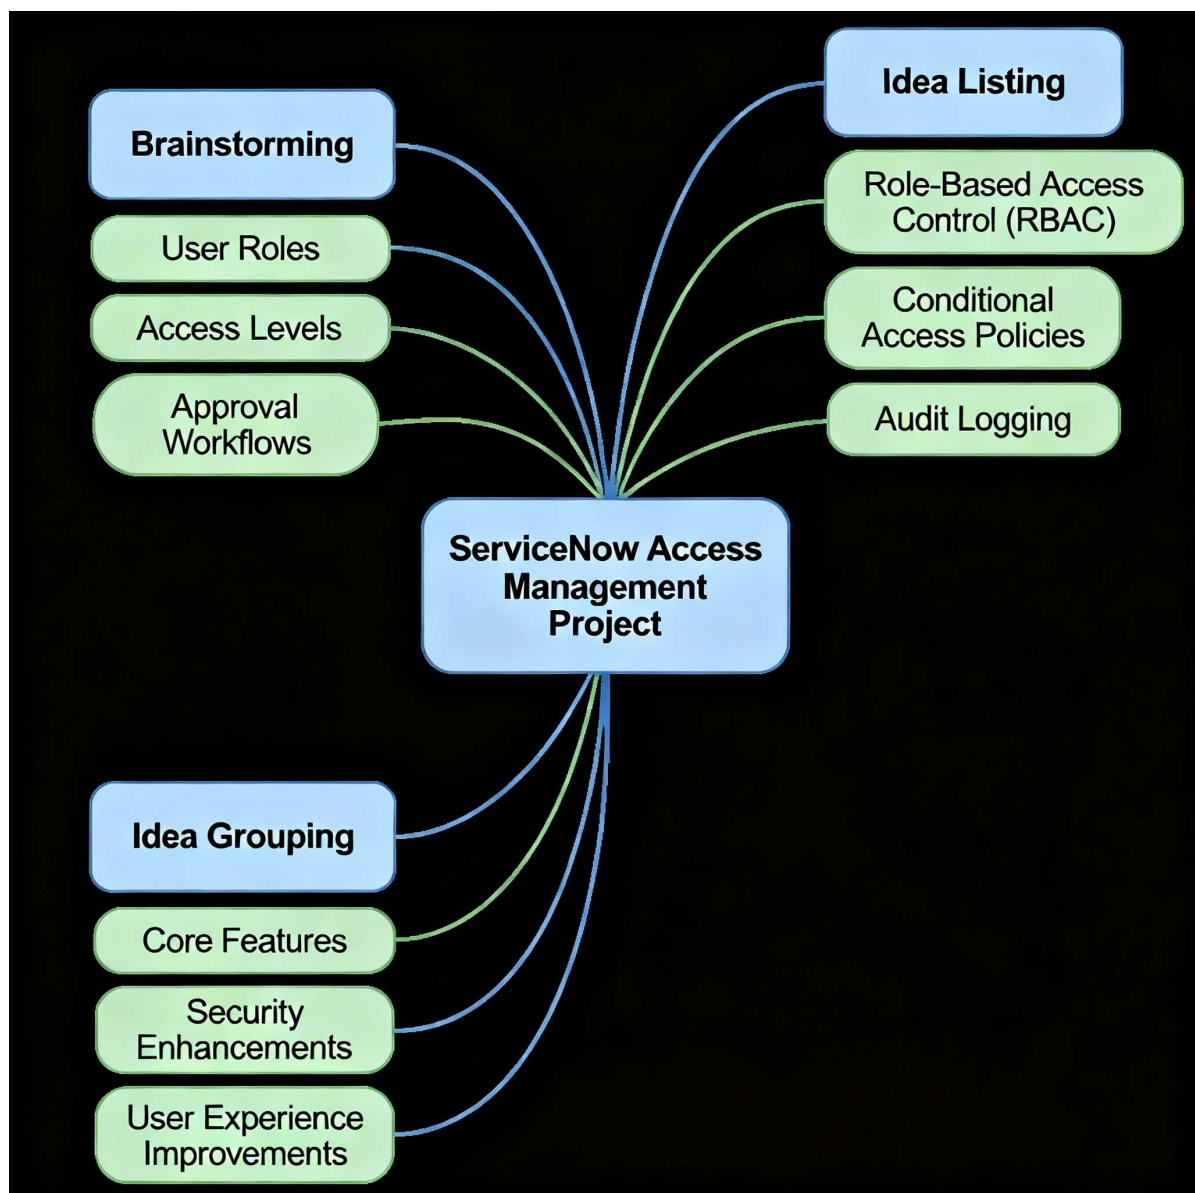 Brainstorming
User Roles
Access Levels
Approval
Workflows
Idea Listing
Role-Based Access
Control (RBAC)
Conditional
Access Policies
Audit Logging
ServiceNow Access
Management
Project
Idea Grouping
Core Features
Security
Enhancements
User Experience
Improvements